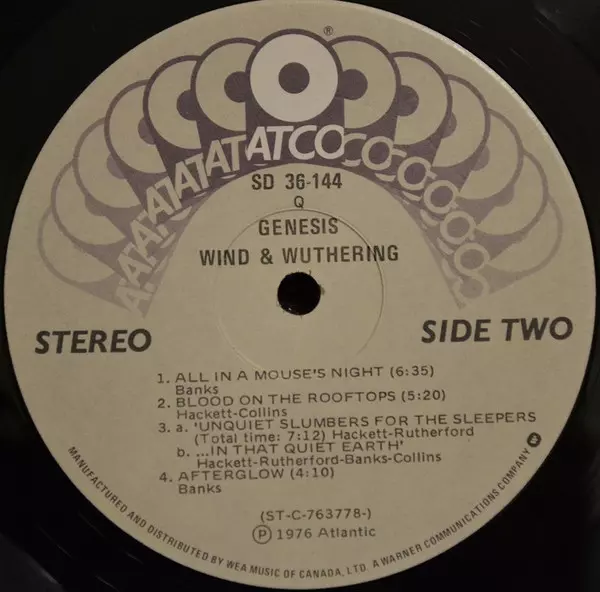 ®
ATCO
SD 36-144
Q
GENESIS
WIND & WUTHERING
STEREO
SIDE TWO
1. ALL IN A MOUSE'S NIGHT (6:35)
Banks
2. BLOOD ON THE ROOFTOPS (5:20)
Hackett-Collins
3. a. 'UNQUIET SLUMBERS FOR THE SLEEPERS
(Total time: 7:12) Hackett-Rutherford
b. ...IN THAT QUIET EARTH'
Hackett-Rutherford-Banks-Collins
4. AFTERGLOW (4:10)
Banks
(ST-C-763778-)
Ⓟ 1976 Atlantic
MANUFACTURED AND DISTRIBUTED BY WEA MUSIC OF CANADA, LTD. A WARNER COMMUNICATIONS COMPANY